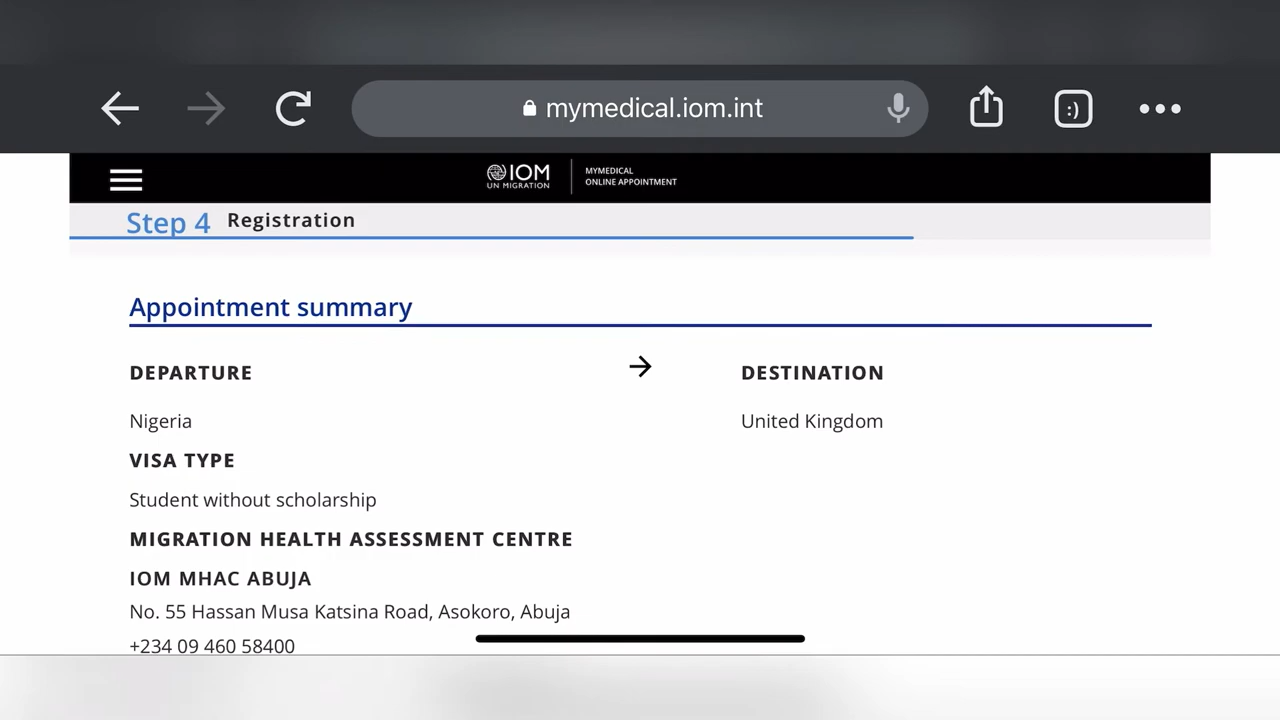 mymedical.iom.int
:)
IOM
UN MIGRATION
MYMEDICAL
ONLINE APPOINTMENT
Step 4 Registration
Appointment summary
DEPARTURE → DESTINATION
Nigeria United Kingdom
VISA TYPE
Student without scholarship
MIGRATION HEALTH ASSESSMENT CENTRE
IOM MHAC ABUJA
No. 55 Hassan Musa Katsina Road, Asokoro, Abuja
+234 09 460 58400